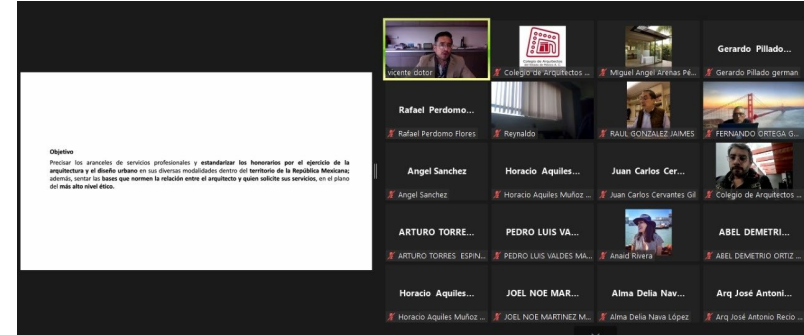 Objetivo
Precisar los aranceles de servicios profesionales y estandarizar los honorarios por el ejercicio de la
arquitectura y el diseño urbano en sus diversas modalidades dentro del territorio de la República Mexicana;
además, sentar las bases que normen la relación entre el arquitecto y quien solicite sus servicios, en el plano
del más alto nivel ético.
vicente dotor
Colegio de Arquitectos ...
Miguel Angel Arenas Pé...
Gerardo Pillado...
Gerardo Pillado german
Rafael Perdomo...
Rafael Perdomo Flores
Reynaldo
RAUL GONZALEZ JAIMES
FERNANDO ORTEGA G...
Angel Sanchez
Angel Sanchez
Horacio Aquiles...
Horacio Aquiles Muñoz ...
Juan Carlos Cer...
Juan Carlos Cervantes Gil
Colegio de Arquitectos ...
ARTURO TORRE...
ARTURO TORRES ESPIN...
PEDRO LUIS VA...
PEDRO LUIS VALDES MA...
Anaid Rivera
ABEL DEMETRI...
ABEL DEMETRIO ORTIZ ...
Horacio Aquiles...
Horacio Aquiles Muñoz ...
JOEL NOE MAR...
JOEL NOE MARTINEZ M...
Alma Delia Nav...
Alma Delia Nava López
Arq José Antoni...
Arq José Antonio Recio ...